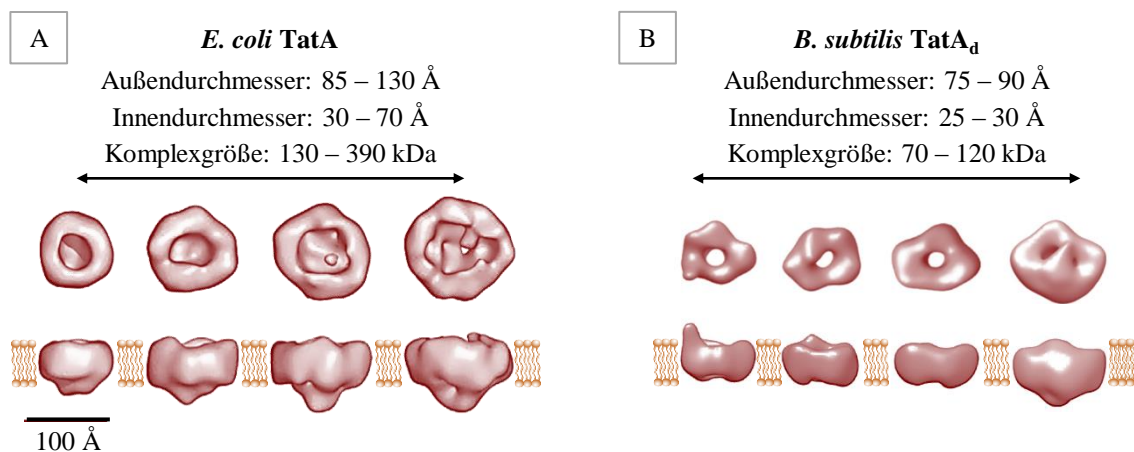 A
E. coli TatA
Außendurchmesser: 85 – 130 Å
Innendurchmesser: 30 – 70 Å
Komplexgröße: 130 – 390 kDa
100 Å
B
B. subtilis TatAd
Außendurchmesser: 75 – 90 Å
Innendurchmesser: 25 – 30 Å
Komplexgröße: 70 – 120 kDa